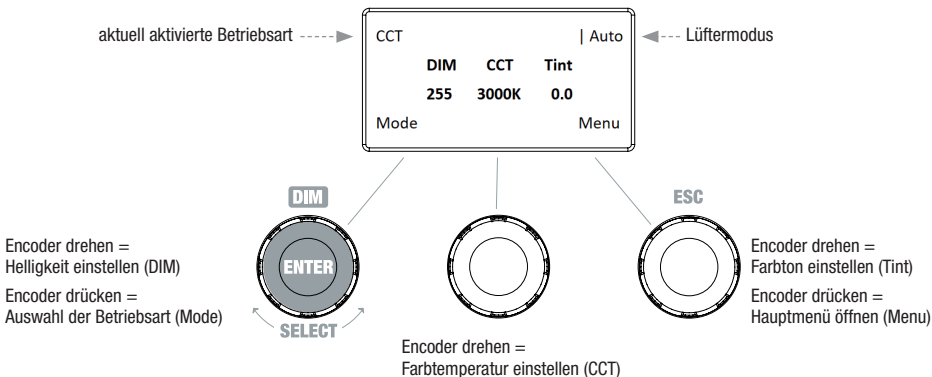 aktuell aktivierte Betriebsart
CCT | Auto
Lüftermodus
DIM CCT Tint
255 3000K 0.0
Mode Menu
DIM
ESC
ENTER
SELECT
Encoder drehen =
Helligkeit einstellen (DIM)
Encoder drücken =
Auswahl der Betriebsart (Mode)
Encoder drehen =
Farbtemperatur einstellen (CCT)
Encoder drehen =
Farbton einstellen (Tint)
Encoder drücken =
Hauptmenü öffnen (Menu)